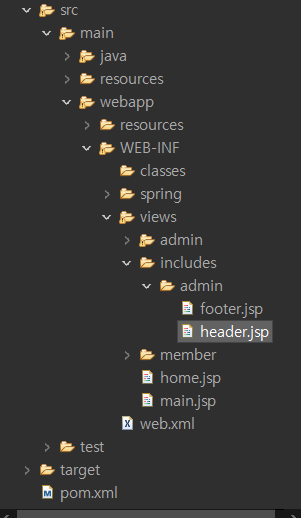 src
main
java
resources
webapp
resources
WEB-INF
classes
spring
views
admin
includes
admin
footer.jsp
header.jsp
member
home.jsp
main.jsp
web.xml
test
target
pom.xml